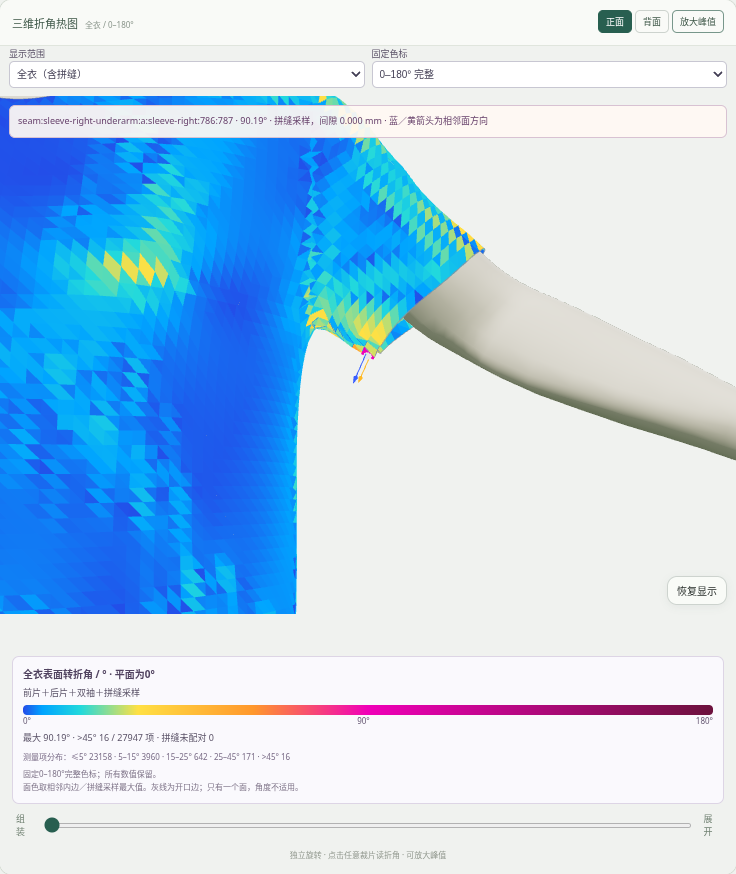 三维折角热图 全衣 / 0–180°
正面 背面 放大峰值
显示范围 固定色标
全衣（含拼缝） 0–180° 完整
seam:sleeve-right-underarm:a:sleeve-right:786:787 · 90.19° · 拼缝采样，间隙 0.000 mm · 蓝／黄箭头为相邻面方向
恢复显示
全衣表面转折角 / ° · 平面为0°
前片＋后片＋双袖＋拼缝采样
0° 90° 180°
最大 90.19° · >45° 16 / 27947 项 · 拼缝未配对 0
测量项分布：≤5° 23158 · 5–15° 3960 · 15–25° 642 · 25–45° 171 · >45° 16
固定0–180°完整色标；所有数值保留。
面色取相邻内边／拼缝采样最大值。灰线为开口边；只有一个面，角度不适用。
组装 展开
独立旋转 · 点击任意裁片读折角 · 可放大峰值